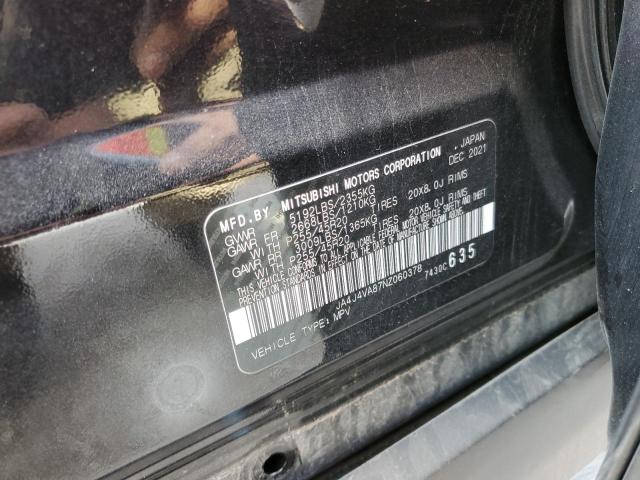 MFD. BY MITSUBISHI MOTORS CORPORATION , JAPAN
DEC 2021
GVWR 5192LBS/2355KG
GAWR FR 2668LBS/1210KG
WITH P255/45R20 TIRES 20X8.0J RIMS
GAWR RR 3009LBS/1365KG
WITH P255/45R20 TIRES 20X8.0J RIMS
THIS VEHICLE CONFORMS TO ALL APPLICABLE FEDERAL MOTOR VEHICLE SAFETY AND
BUMPER STANDARDS IN EFFECT ON THE DATE OF MANUFACTURE SHOWN ABOVE.
JA4J4VA87NZ060378 7430C 635
VEHICLE TYPE: MPV